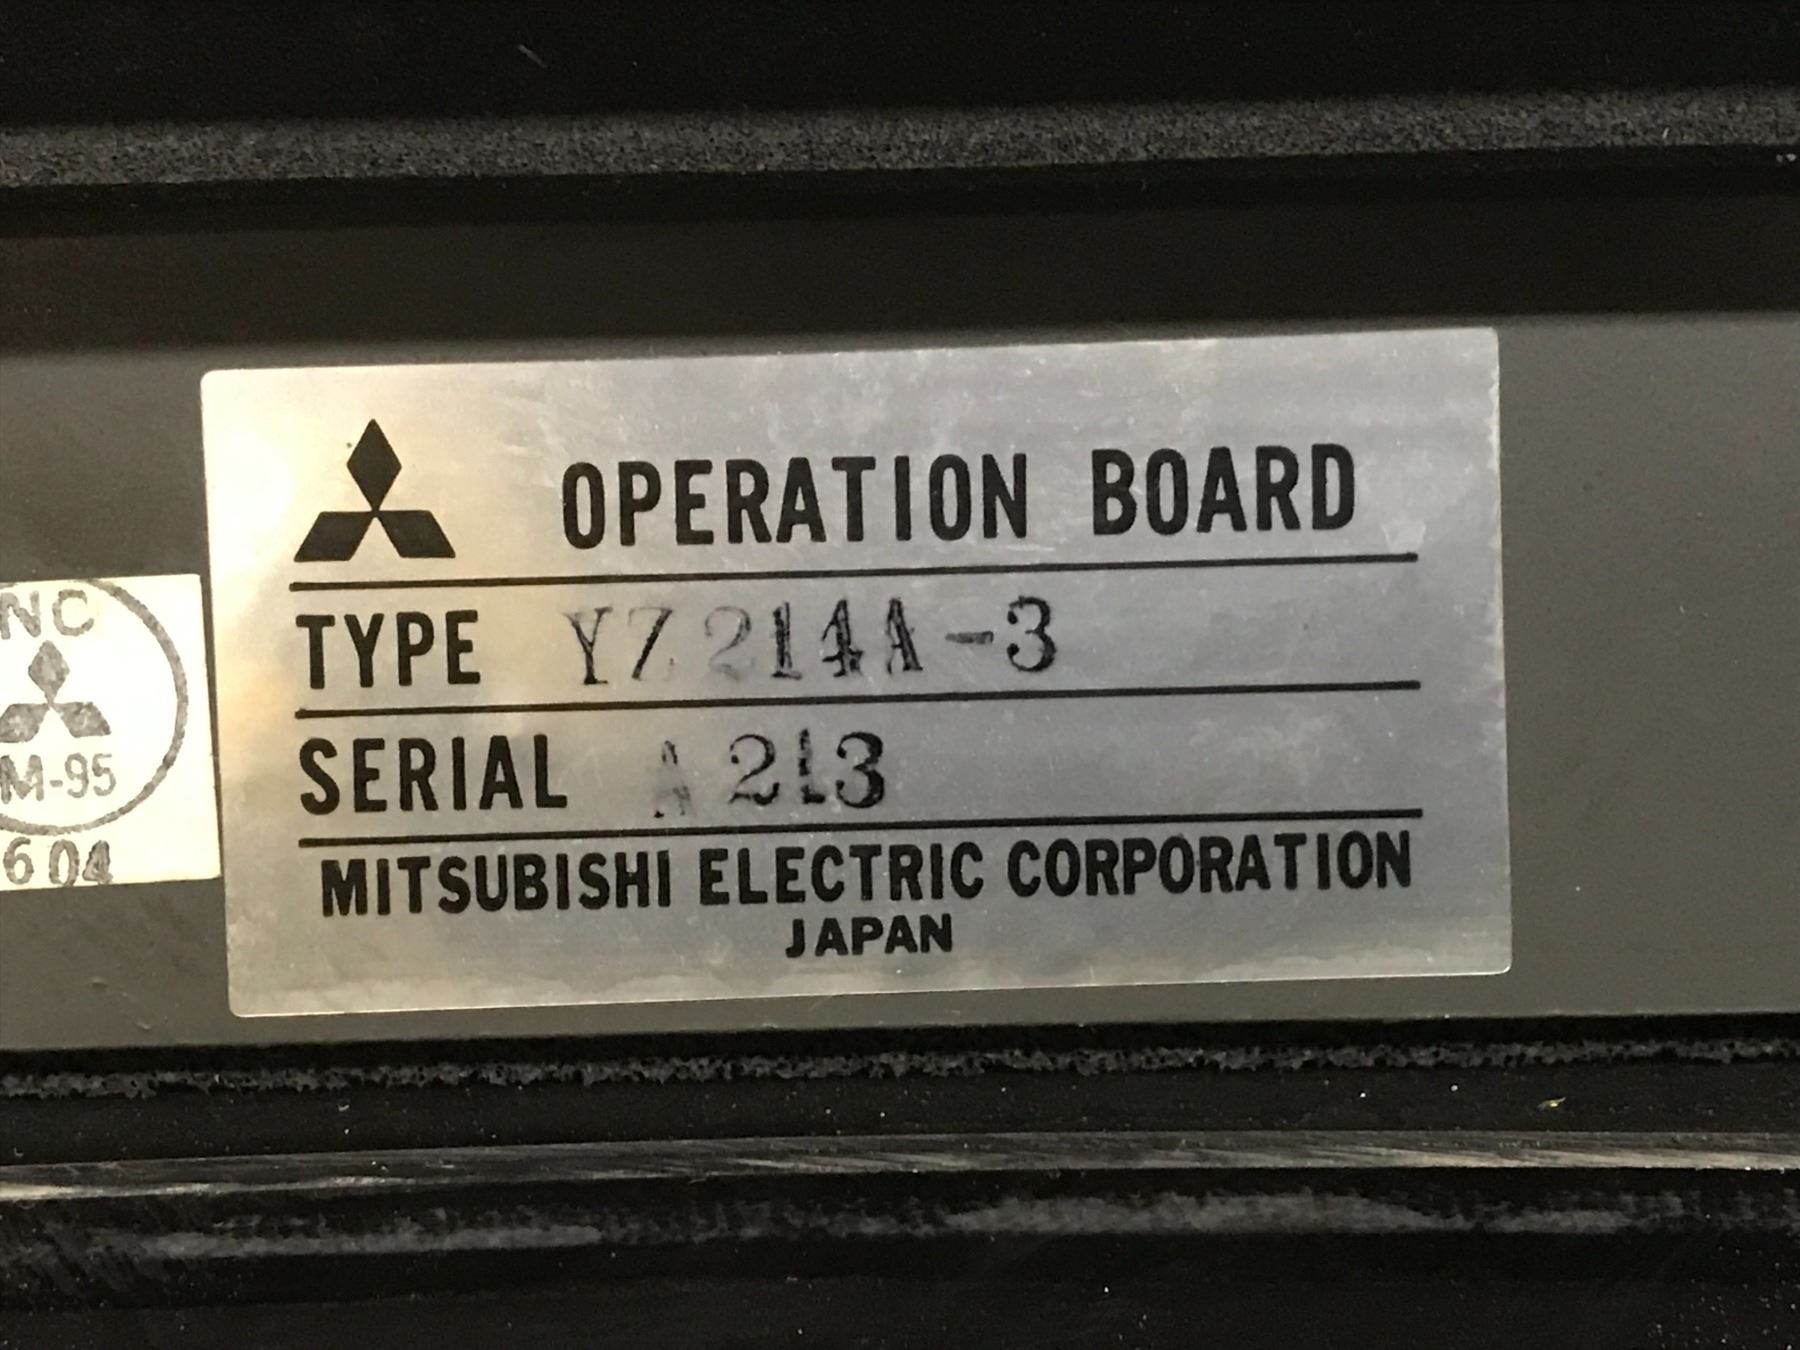 OPERATION BOARD
TYPE YZ214A-3
SERIAL A213
MITSUBISHI ELECTRIC CORPORATION
JAPAN
NC
M-95
604